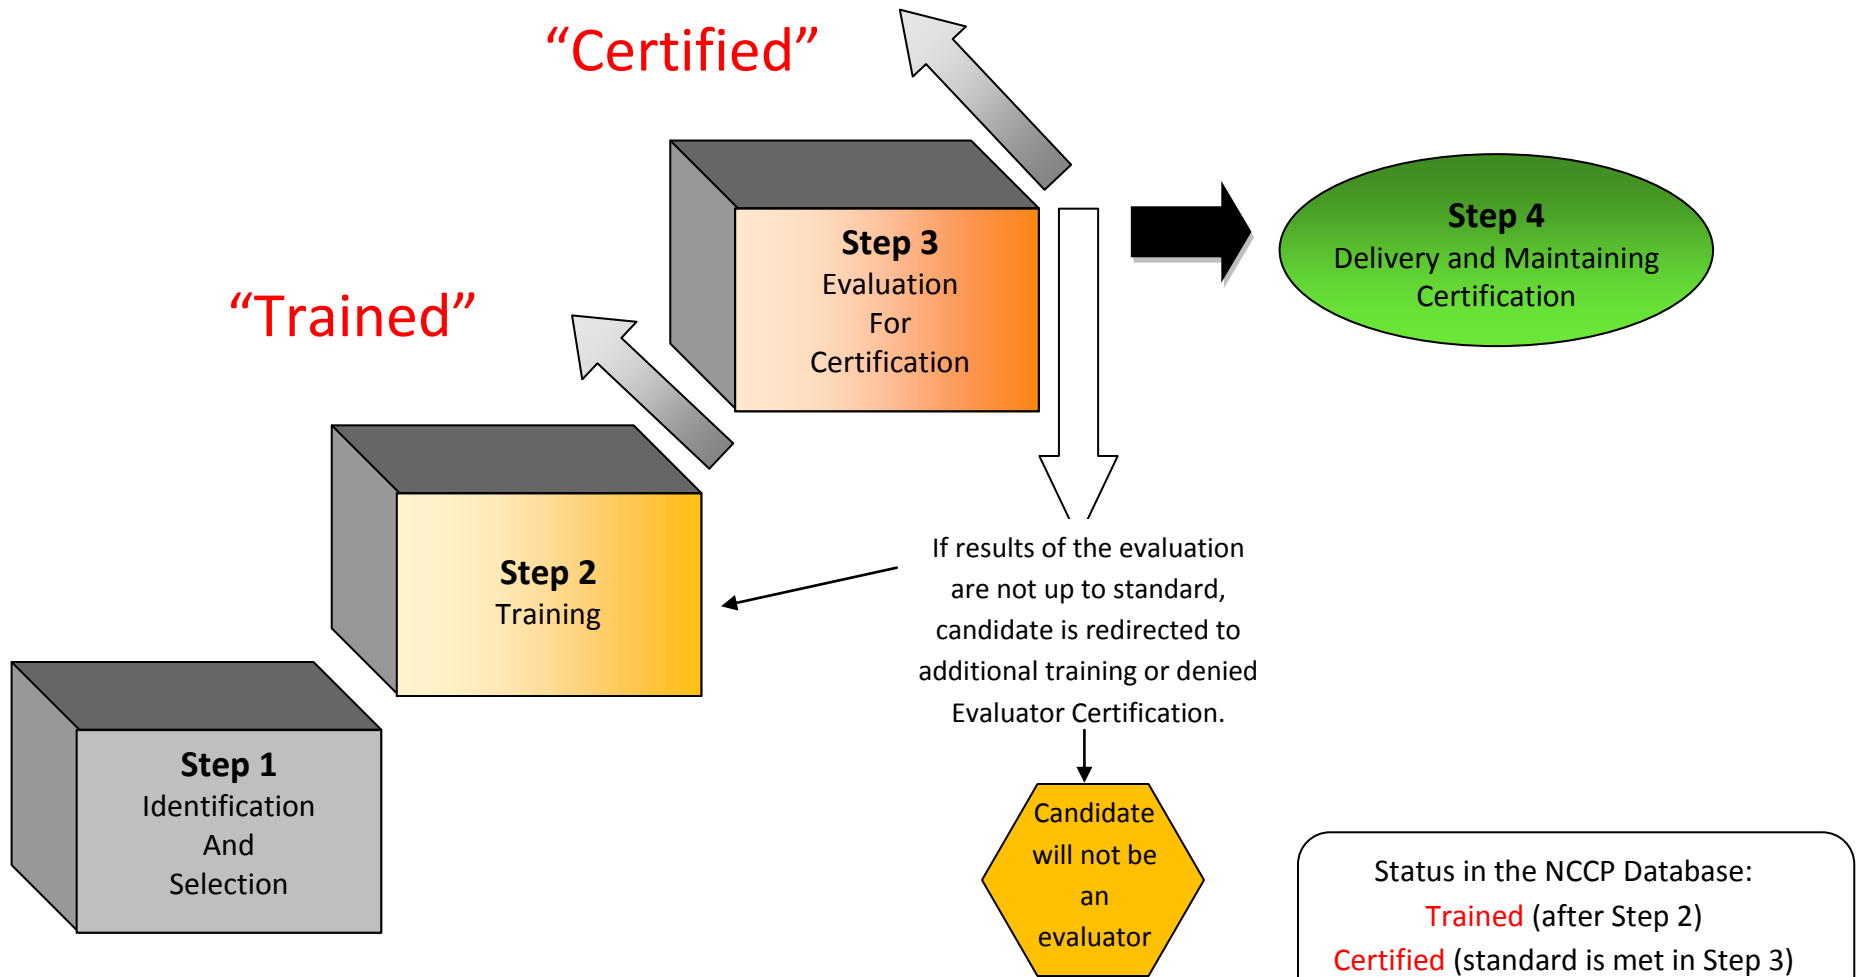 “Certified”
“Trained”
Step 3
Evaluation
For
Certification
Step 4
Delivery and Maintaining
Certification
Step 2
Training
If results of the evaluation
are not up to standard,
candidate is redirected to
additional training or denied
Evaluator Certification.
Step 1
Identification
And
Selection
Candidate
will not be
an
evaluator
Status in the NCCP Database:
Trained (after Step 2)
Certified (standard is met in Step 3)